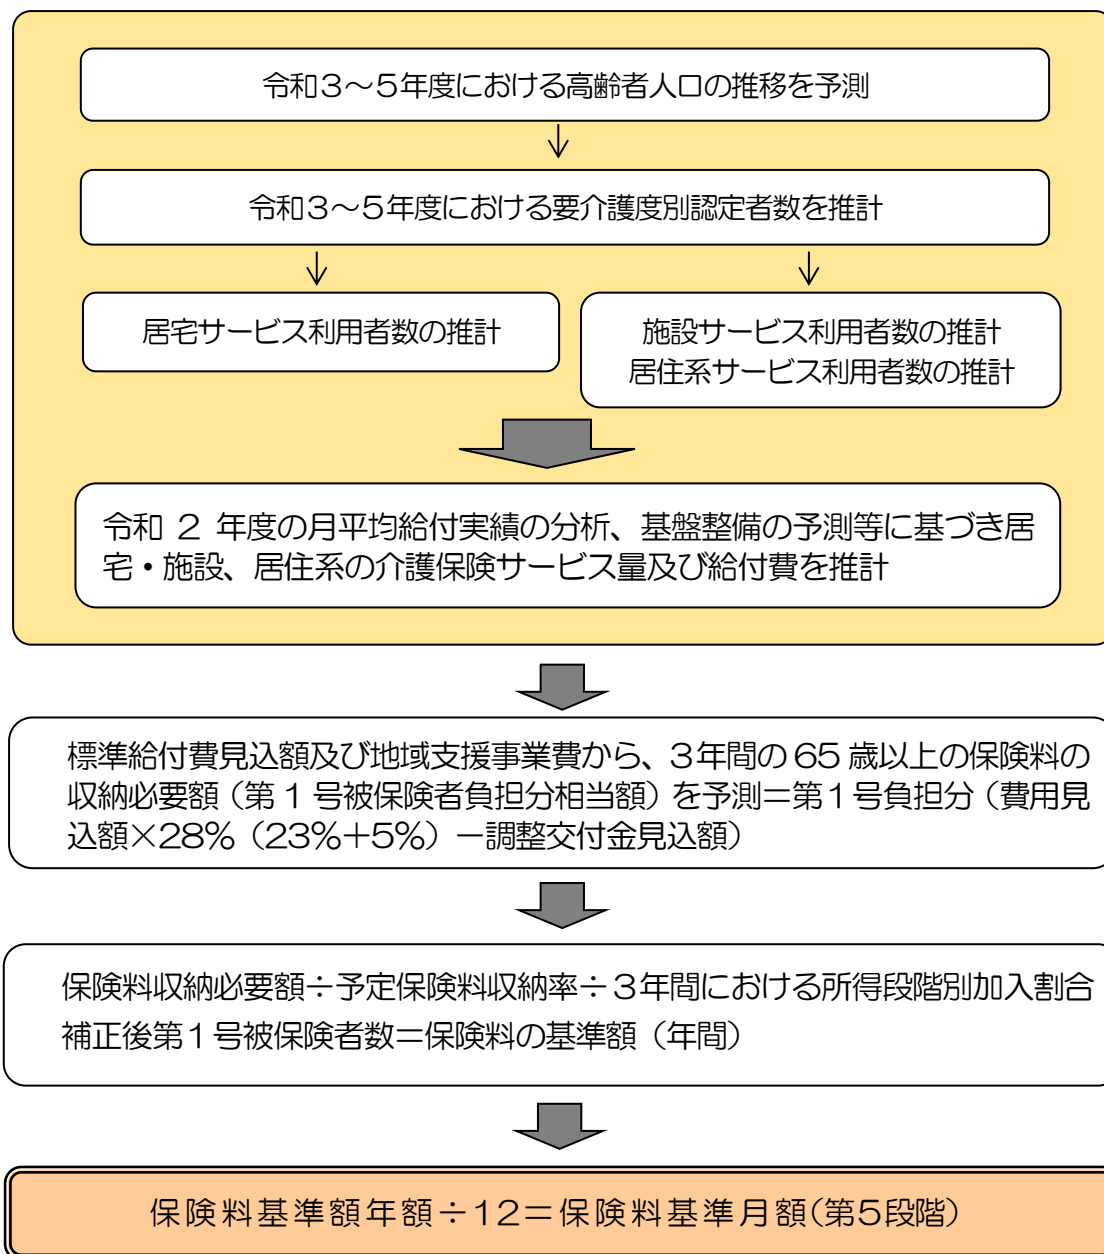 令和３～５年度における高齢者人口の推移を予測
↓
令和３～５年度における要介護度別認定者数を推計
↓ ↓
居宅サービス利用者数の推計
施設サービス利用者数の推計
居住系サービス利用者数の推計
令和 2 年度の月平均給付実績の分析、基盤整備の予測等に基づき居
宅・施設、居住系の介護保険サービス量及び給付費を推計
標準給付費見込額及び地域支援事業費から、３年間の 65 歳以上の保険料の
収納必要額（第 1 号被保険者負担分相当額）を予測＝第１号負担分（費用見
込額×28%（23%＋5%）－調整交付金見込額）
保険料収納必要額÷予定保険料収納率÷３年間における所得段階別加入割合
補正後第１号被保険者数＝保険料の基準額（年間）
保険料基準額年額÷12＝保険料基準月額(第5段階)